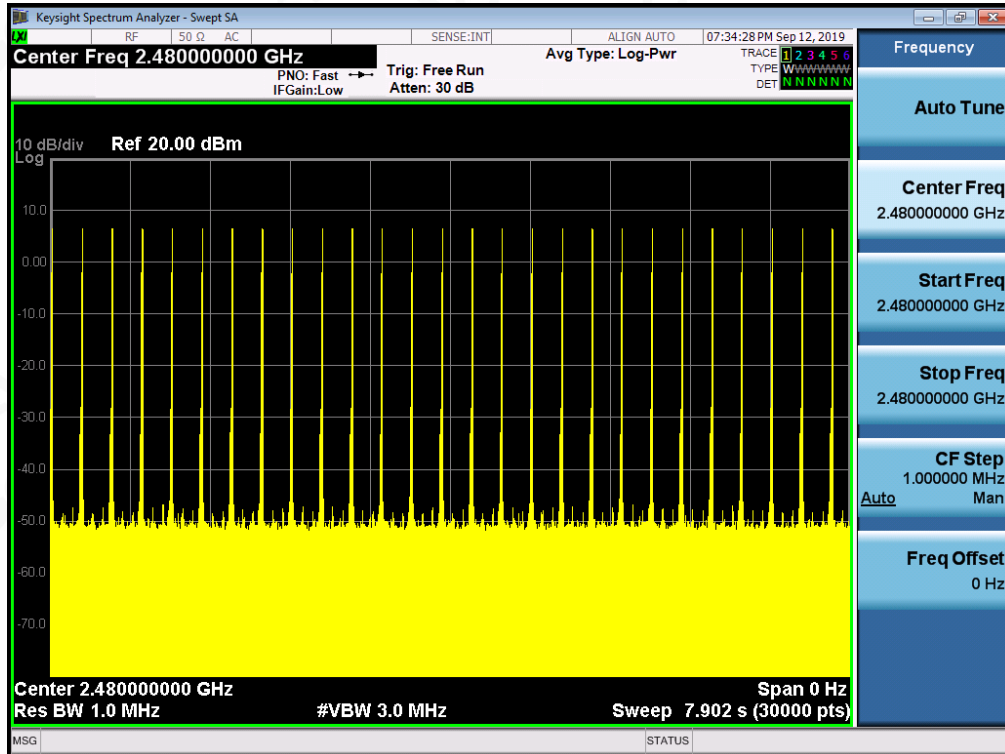 Keysight Spectrum Analyzer - Swept SA
LXI RF 50 Ω AC SENSE:INT ALIGN AUTO 07:34:28 PM Sep 12, 2019
Center Freq 2.480000000 GHz
PNO: Fast
IFGain:Low
Trig: Free Run
Atten: 30 dB
Avg Type: Log-Pwr
TRACE 1 2 3 4 5 6
TYPE WWWWWW
DET N N N N N N
Frequency
Auto Tune
Center Freq
2.480000000 GHz
Start Freq
2.480000000 GHz
Stop Freq
2.480000000 GHz
CF Step
1.000000 MHz
Auto Man
Freq Offset
0 Hz
10 dB/div Ref 20.00 dBm
Log
10.0
0.00
-10.0
-20.0
-30.0
-40.0
-50.0
-60.0
-70.0
Center 2.480000000 GHz Span 0 Hz
Res BW 1.0 MHz #VBW 3.0 MHz Sweep 7.902 s (30000 pts)
MSG STATUS